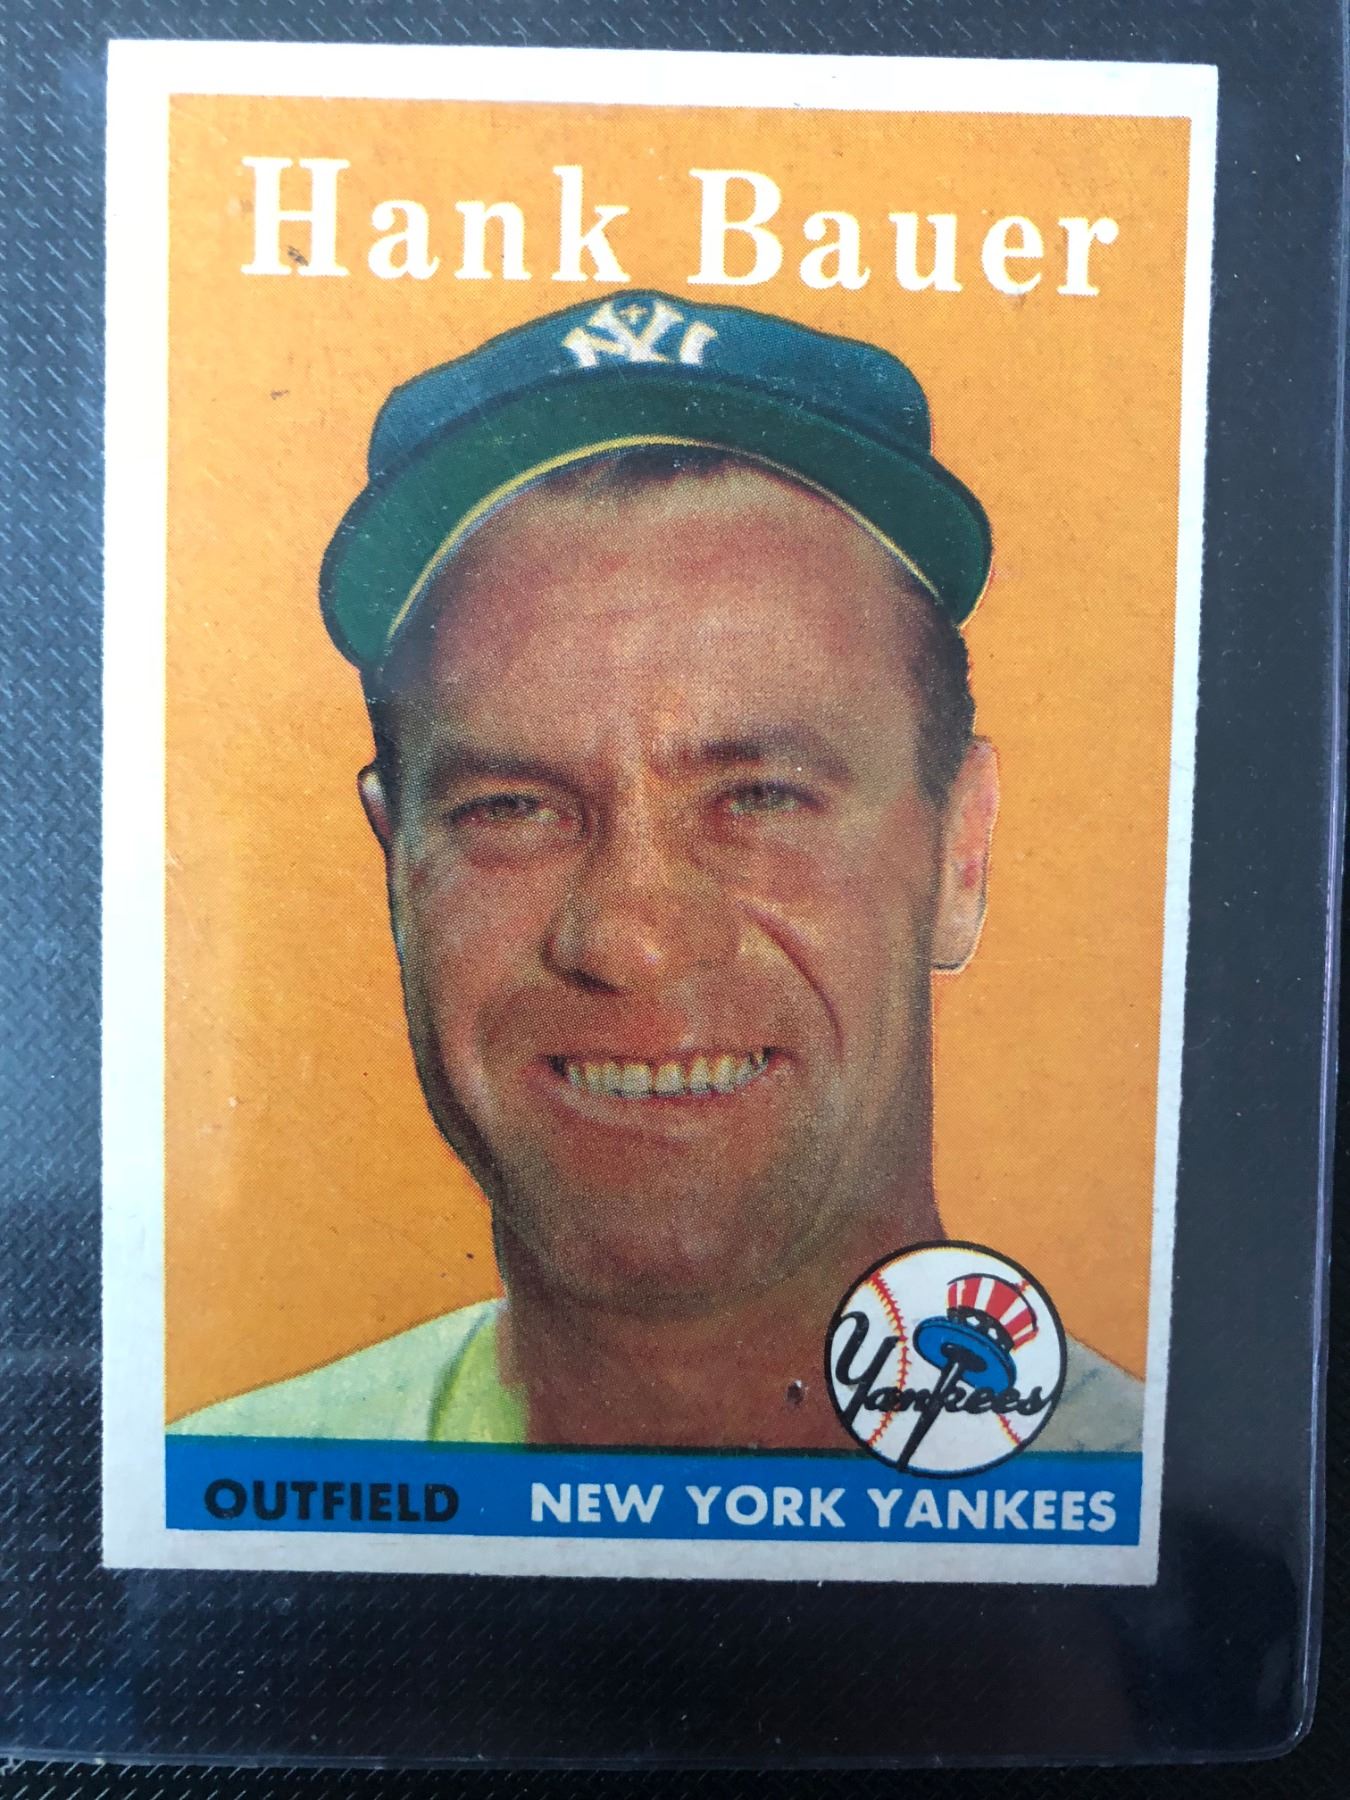 Hank Bauer
NY
Yankees
OUTFIELD NEW YORK YANKEES